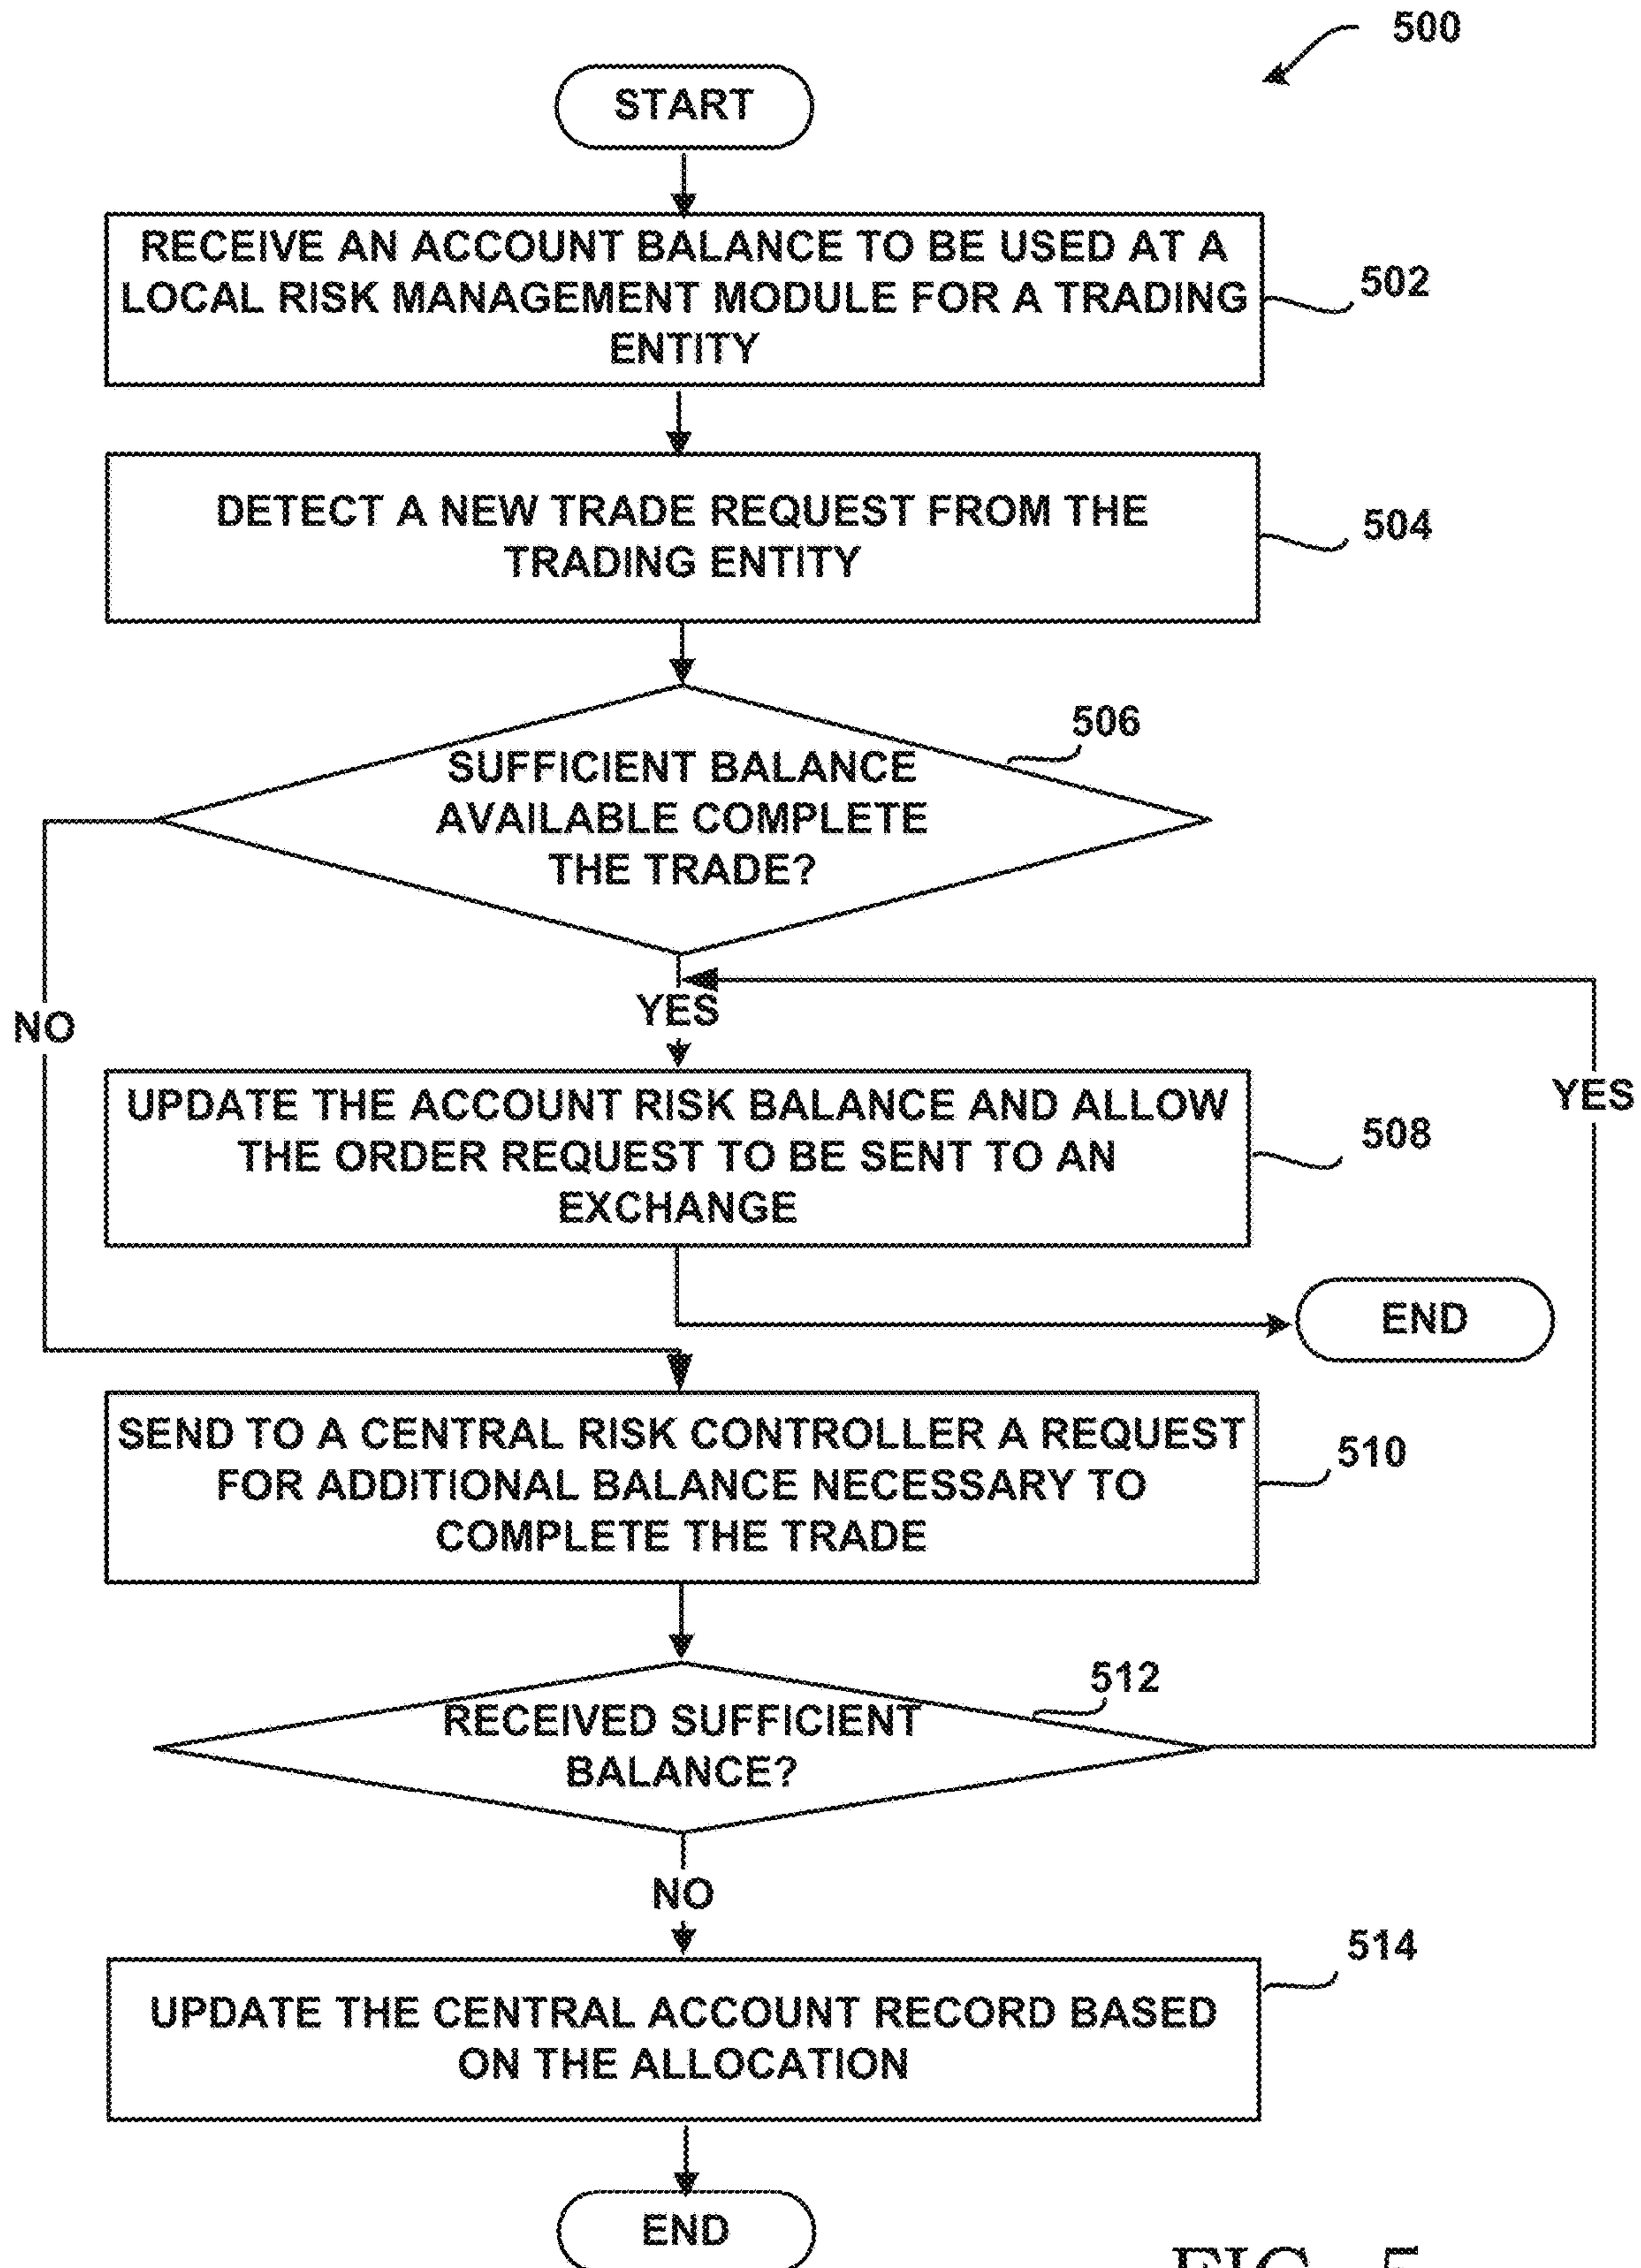 500
START
RECEIVE AN ACCOUNT BALANCE TO BE USED AT A
LOCAL RISK MANAGEMENT MODULE FOR A TRADING
ENTITY
502
DETECT A NEW TRADE REQUEST FROM THE
TRADING ENTITY
504
506
SUFFICIENT BALANCE
AVAILABLE COMPLETE
THE TRADE?
NO
YES
UPDATE THE ACCOUNT RISK BALANCE AND ALLOW
THE ORDER REQUEST TO BE SENT TO AN
EXCHANGE
508
YES
END
SEND TO A CENTRAL RISK CONTROLLER A REQUEST
FOR ADDITIONAL BALANCE NECESSARY TO
COMPLETE THE TRADE
510
512
RECEIVED SUFFICIENT
BALANCE?
NO
514
UPDATE THE CENTRAL ACCOUNT RECORD BASED
ON THE ALLOCATION
END